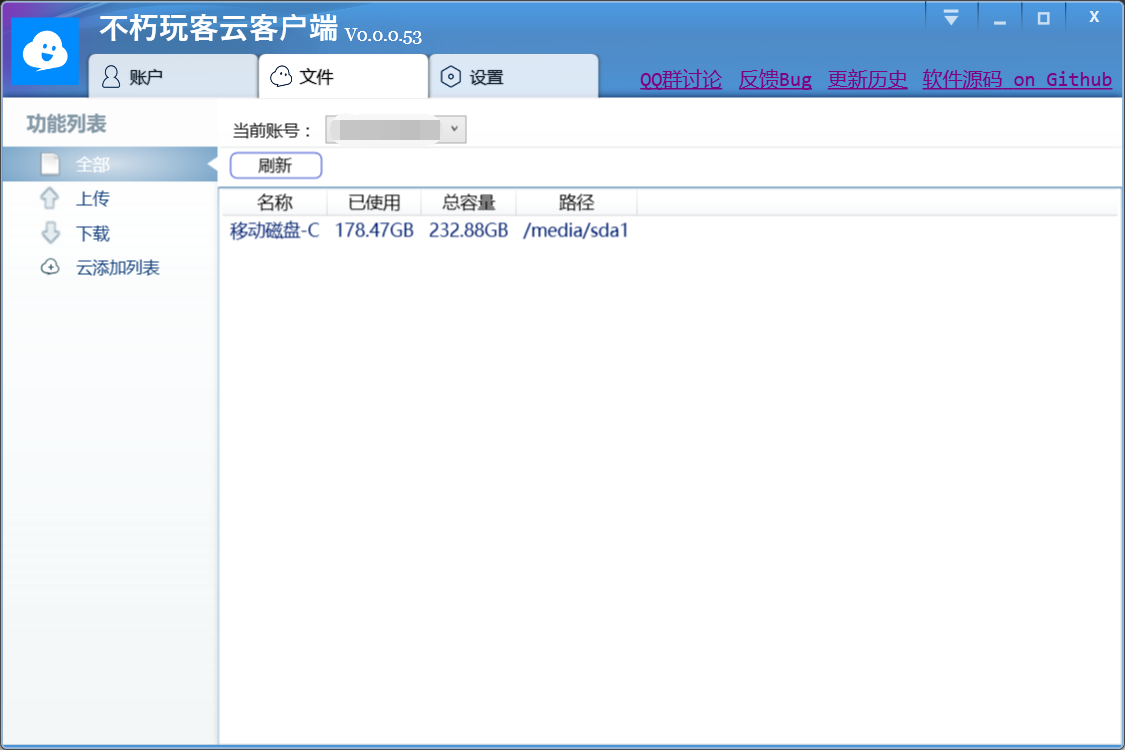 不朽玩客云客户端 V0.0.0.53
X
账户 文件 设置
QQ群讨论 反馈Bug 更新历史 软件源码 on Github
功能列表
全部
上传
下载
云添加列表
当前账号：
刷新
名称 已使用 总容量 路径
移动磁盘-C 178.47GB 232.88GB /media/sda1